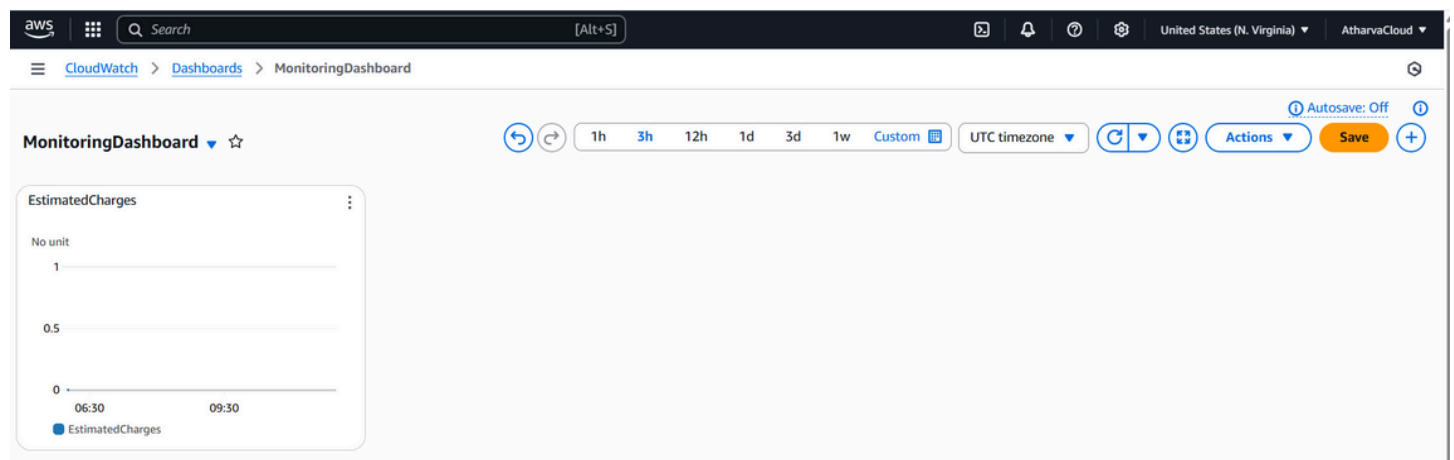 aws Search [Alt+S] United States (N. Virginia) AtharvaCloud
CloudWatch > Dashboards > MonitoringDashboard
Autosave: Off
MonitoringDashboard 1h 3h 12h 1d 3d 1w Custom UTC timezone Actions Save
EstimatedCharges
No unit
1
0.5
0
06:30 09:30
EstimatedCharges